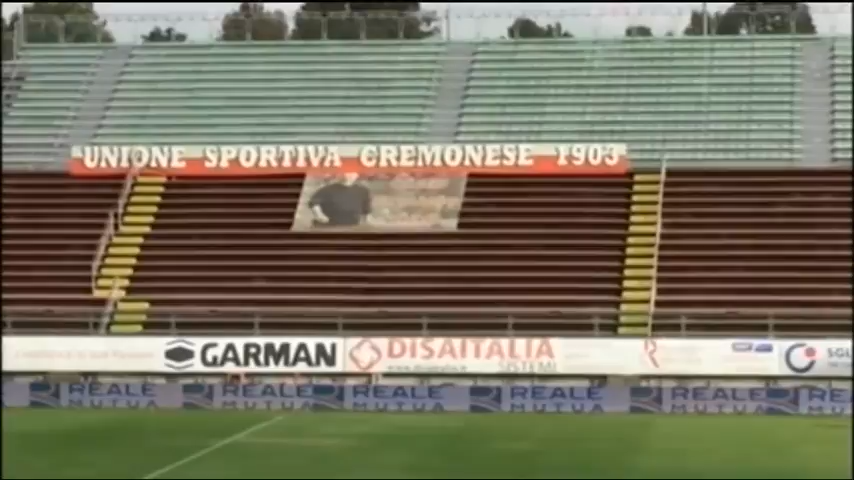 UNIONE SPORTIVA CREMONESE 1903
GARMAN
DISAITALIA
SISTEMI
REALE MUTUA
REALE MUTUA
REALE MUTUA
REALE MUTUA
REALE MUTUA
REALE MUTUA